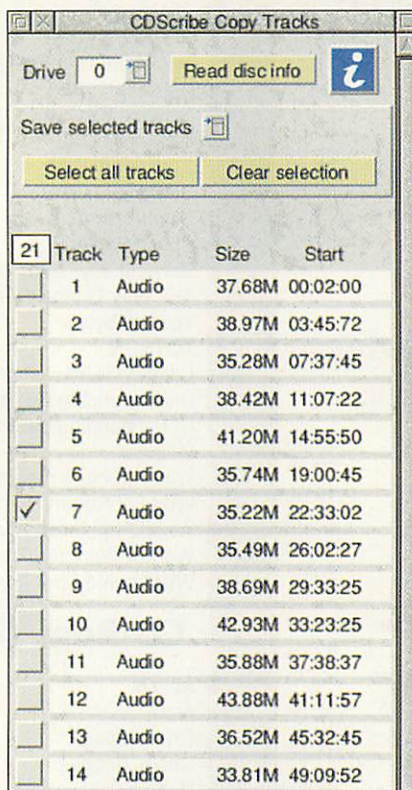 CDScribe Copy Tracks
Drive 0 Read disc info i
Save selected tracks
Select all tracks Clear selection
21 Track Type Size Start
1 Audio 37.68M 00:02:00
2 Audio 38.97M 03:45:72
3 Audio 35.28M 07:37:45
4 Audio 38.42M 11:07:22
5 Audio 41.20M 14:55:50
6 Audio 35.74M 19:00:45
7 Audio 35.22M 22:33:02
8 Audio 35.49M 26:02:27
9 Audio 38.69M 29:33:25
10 Audio 42.93M 33:23:25
11 Audio 35.88M 37:38:37
12 Audio 43.88M 41:11:57
13 Audio 36.52M 45:32:45
14 Audio 33.81M 49:09:52